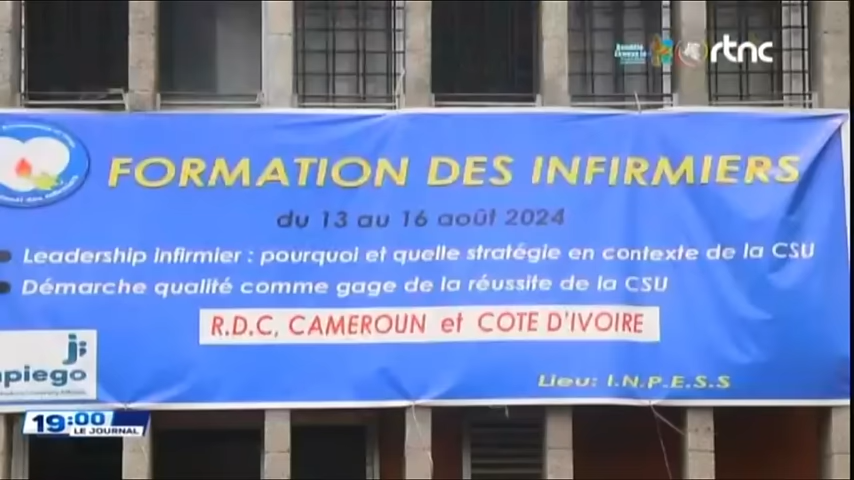 rtnc
FORMATION DES INFIRMIERS
du 13 au 16 août 2024
Leadership infirmier : pourquoi et quelle stratégie en contexte de la CSU
Démarche qualité comme gage de la réussite de la CSU
R.D.C, CAMEROUN et COTE D'IVOIRE
piego
Lieu: I.N.P.E.S.S
19:00
LE JOURNAL